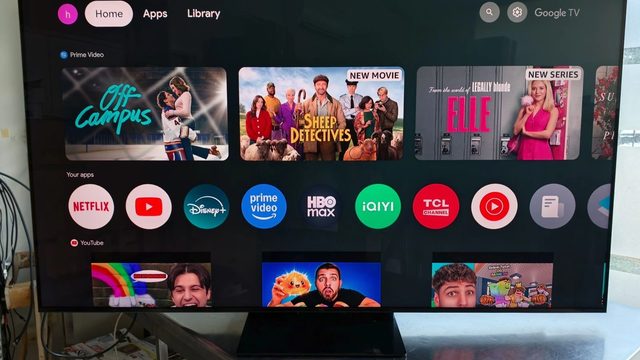 h
Home
Apps
Library
Google TV
Prime Video
Off
Campus
NEW MOVIE
THE
SHEEP
DETECTIVES
From the world of LEGALLY blonde
NEW SERIES
ELLE
Your apps
NETFLIX
Disney+
prime
video
HBO
max
iQIYI
TCL
CHANNEL
YouTube